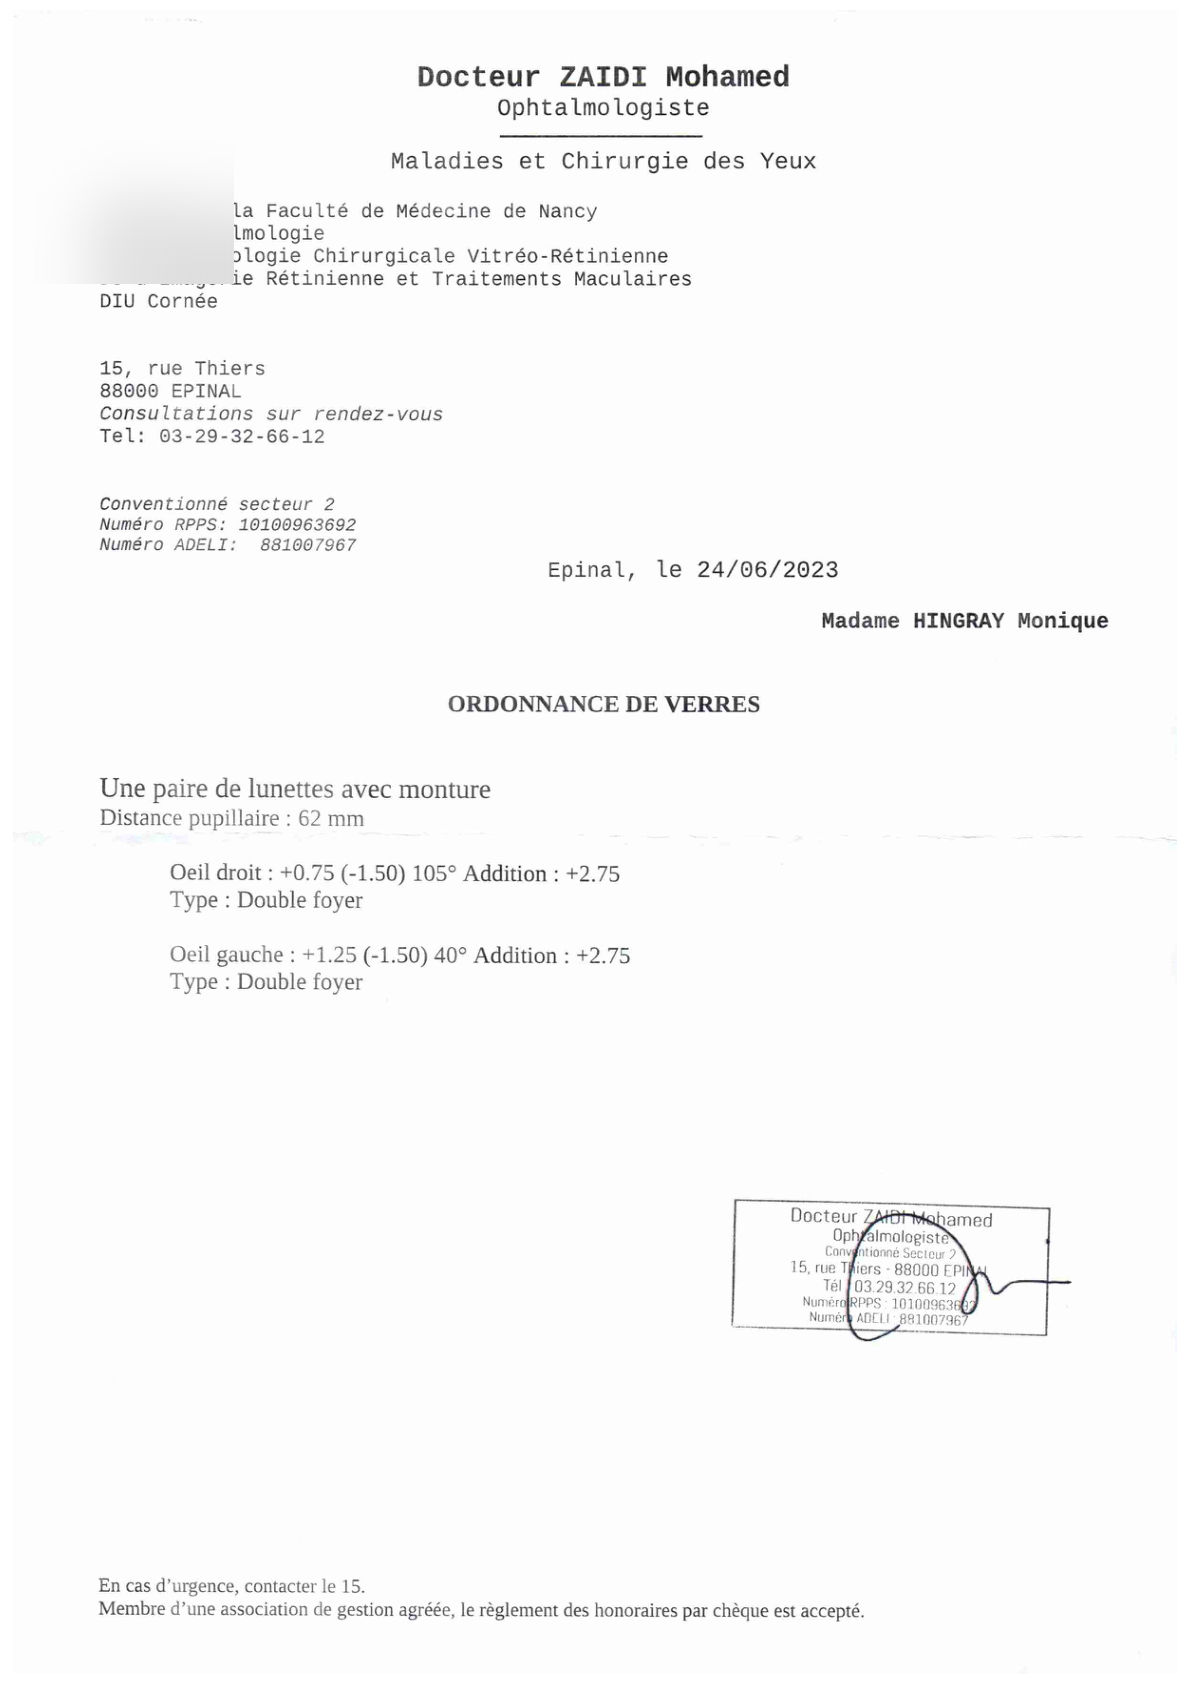 Docteur ZAIDI Mohamed
Ophtalmologiste
Maladies et Chirurgie des Yeux
la Faculté de Médecine de Nancy
lmologie
ologie Chirurgicale Vitréo-Rétinienne
ie Rétinienne et Traitements Maculaires
DIU Cornée
15, rue Thiers
88000 EPINAL
Consultations sur rendez-vous
Tel: 03-29-32-66-12
Conventionné secteur 2
Numéro RPPS: 10100963692
Numéro ADELI: 881007967
Epinal, le 24/06/2023
Madame HINGRAY Monique
ORDONNANCE DE VERRES
Une paire de lunettes avec monture
Distance pupillaire : 62 mm
Oeil droit : +0.75 (-1.50) 105° Addition : +2.75
Type : Double foyer
Oeil gauche : +1.25 (-1.50) 40° Addition : +2.75
Type : Double foyer
Docteur ZAIDI Mohamed
Ophtalmologiste
Conventionné Secteur 2
15, rue Thiers - 88000 EPINAL
Tél : 03.29.32.66.12
Numéro RPPS : 10100963692
Numéro ADELI : 881007967
En cas d'urgence, contacter le 15.
Membre d'une association de gestion agréée, le règlement des honoraires par chèque est accepté.